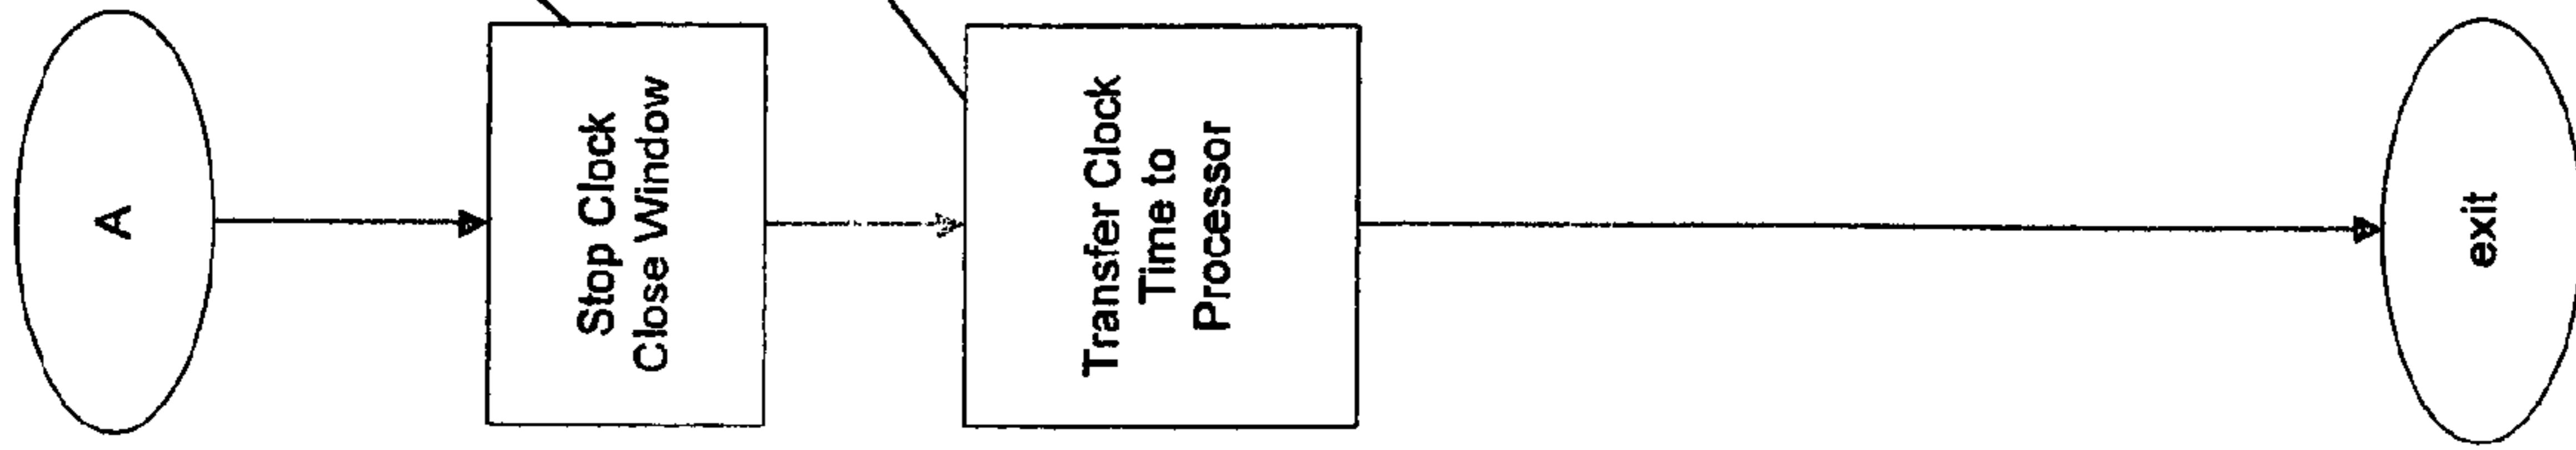 A
Stop Clock
Close Window
Transfer Clock
Time to
Processor
exit